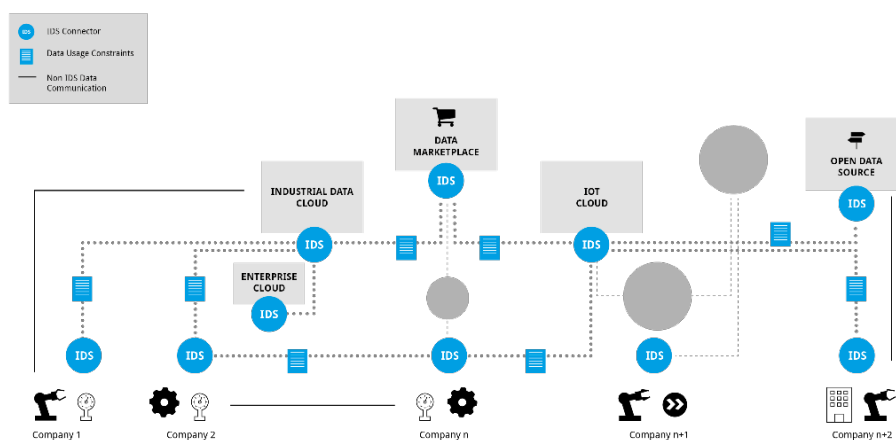 IDS
IDS Connector
Data Usage Constraints
Non IDS Data
Communication
DATA
MARKETPLACE
IDS
OPEN DATA
SOURCE
IDS
INDUSTRIAL DATA
CLOUD
IDS
IOT
CLOUD
IDS
ENTERPRISE
CLOUD
IDS
IDS
IDS
IDS
IDS
IDS
Company 1
Company 2
Company n
Company n+1
Company n+2